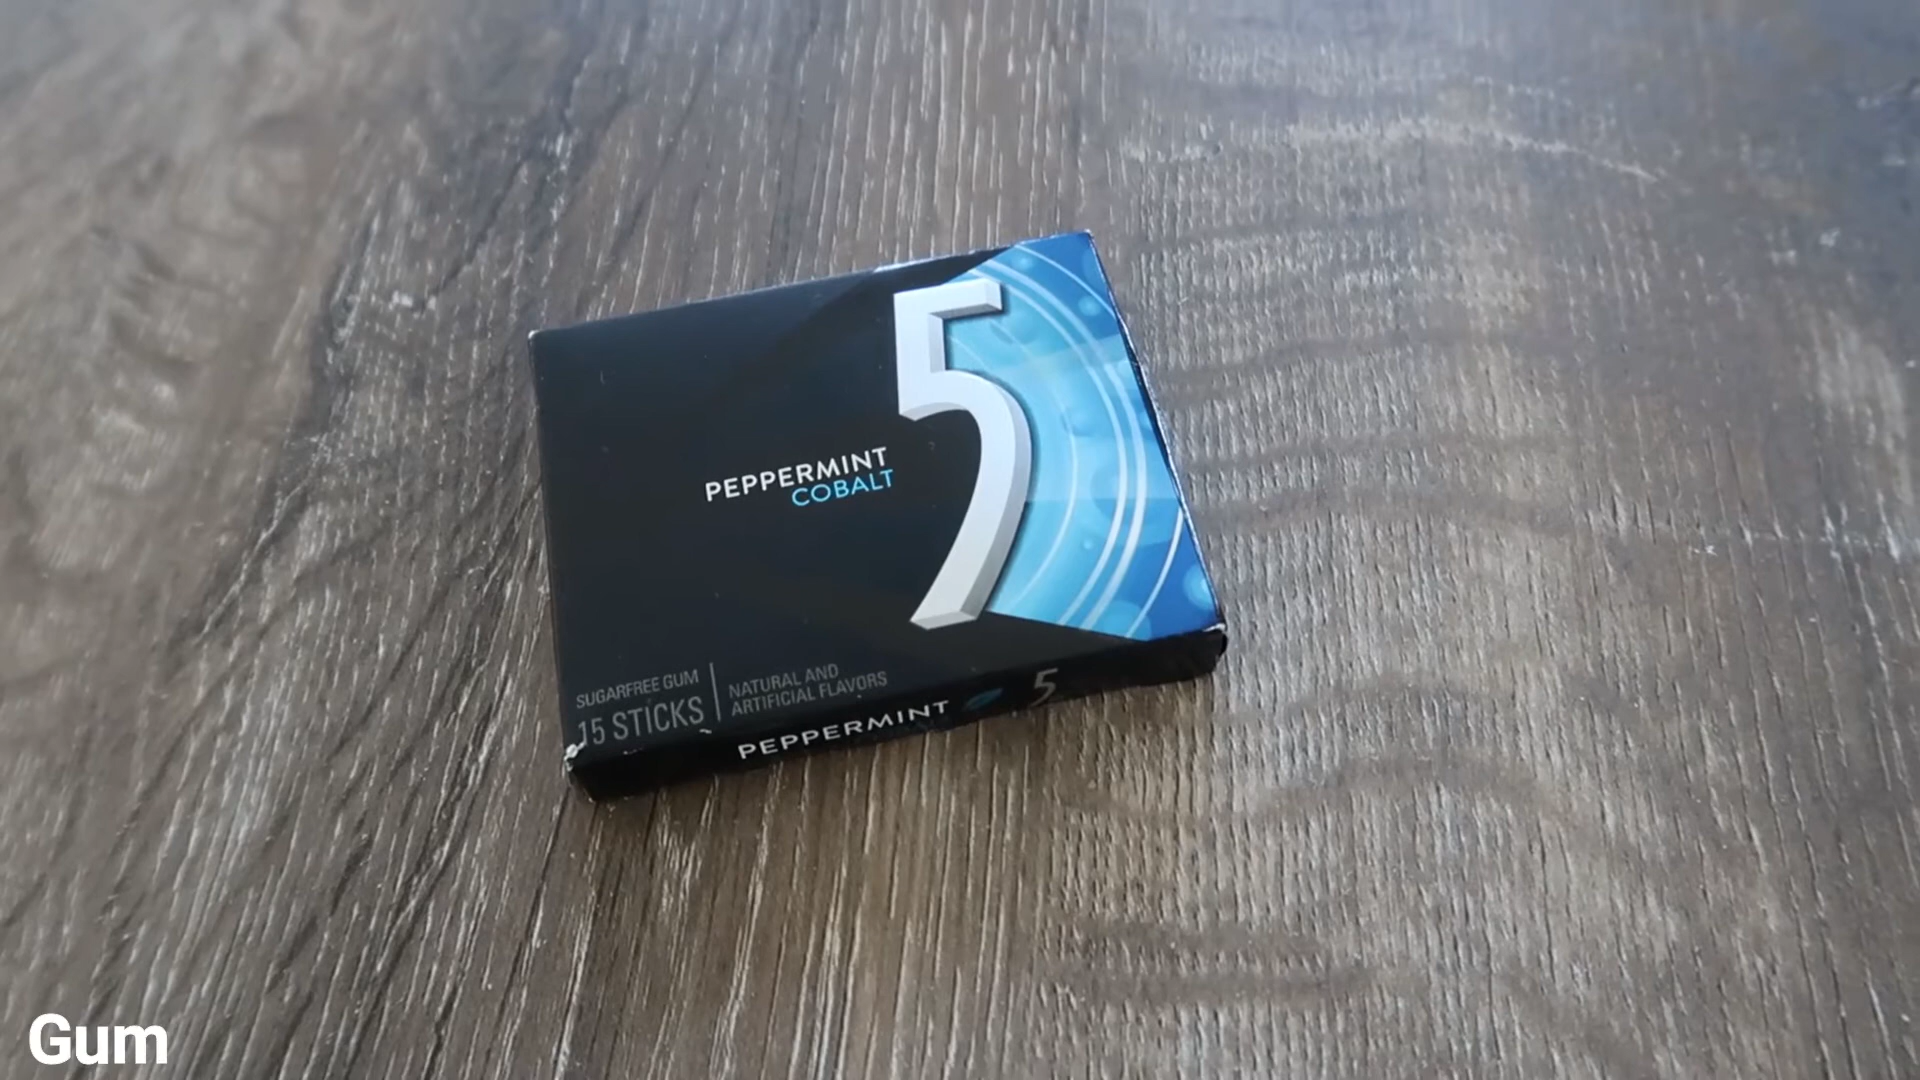 5
PEPPERMINT
COBALT
SUGARFREE GUM
15 STICKS
NATURAL AND
ARTIFICIAL FLAVORS
PEPPERMINT 5
Gum